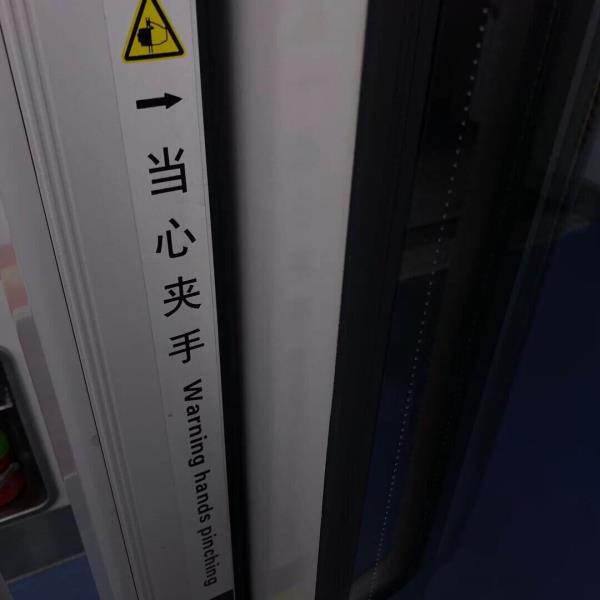 →
当心夹手 Warning hands pinching